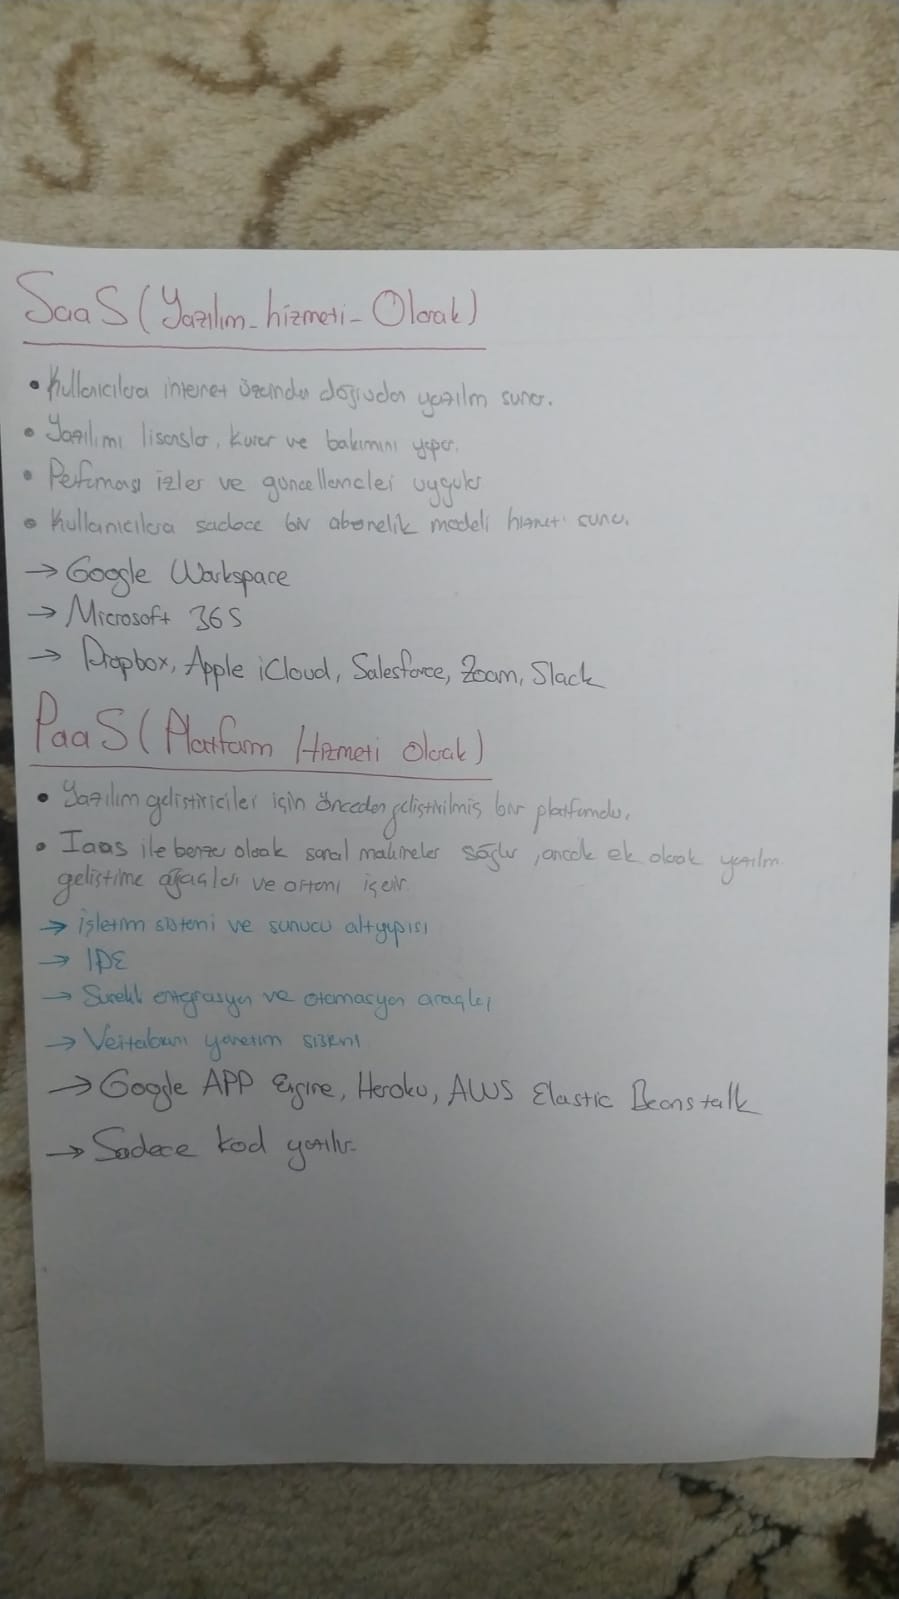 SaaS (Yazılım-hizmeti-Olarak)
• Kullanıcılara internet üzerinden doğrudan yazılım sunar.
• Yazılımı lisanslar, kurar ve bakımını yapar.
• Performası izler ve güncellemeleri uygular
• Kullanıcılara sadece bir abonelik modeli hizmeti sunar.
→ Google Workspace
→ Microsoft 365
→ Dropbox, Apple iCloud, Salesforce, Zoom, Slack
PaaS (Platform Hizmeti Olarak)
• Yazılım geliştiriciler için önceden geliştirilmiş bir platformdur.
• Iaas ile benzer olarak sanal makineler sağlar, ancak ek olarak yazılım
geliştirme araçları ve ortamı içerir.
→ işletim sistemi ve sunucu altyapısı
→ IDE
→ Sürekli entegrasyon ve otomasyon araçları
→ Veritabanı yönetim sistemi
→ Google APP Engine, Heroku, AWS Elastic Beanstalk
→ Sadece kod yazılır.